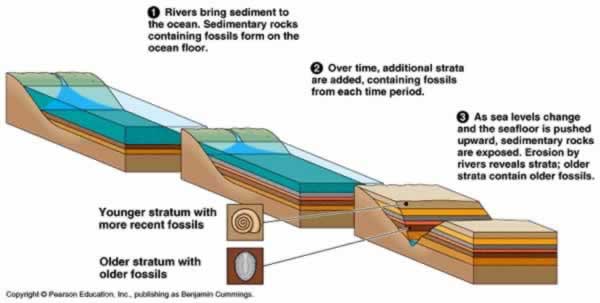 ❶ Rivers bring sediment to
the ocean. Sedimentary rocks
containing fossils form on the
ocean floor.
❷ Over time, additional strata
are added, containing fossils
from each time period.
❸ As sea levels change
and the seafloor is pushed
upward, sedimentary rocks
are exposed. Erosion by
rivers reveals strata; older
strata contain older fossils.
Younger stratum with
more recent fossils
Older stratum with
older fossils
Copyright © Pearson Education, Inc., publishing as Benjamin Cummings.